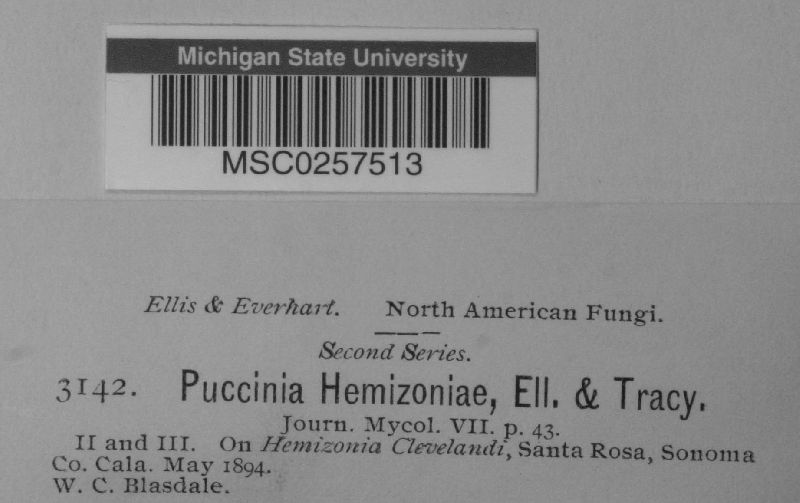 Michigan State University
MSC0257513
Ellis & Everhart. North American Fungi.
Second Series.
3142. Puccinia Hemizoniae, Ell. & Tracy.
Journ. Mycol. VII. p. 43.
II and III. On Hemizonia Clevelandi, Santa Rosa, Sonoma
Co. Cala. May 1894.
W. C. Blasdale.